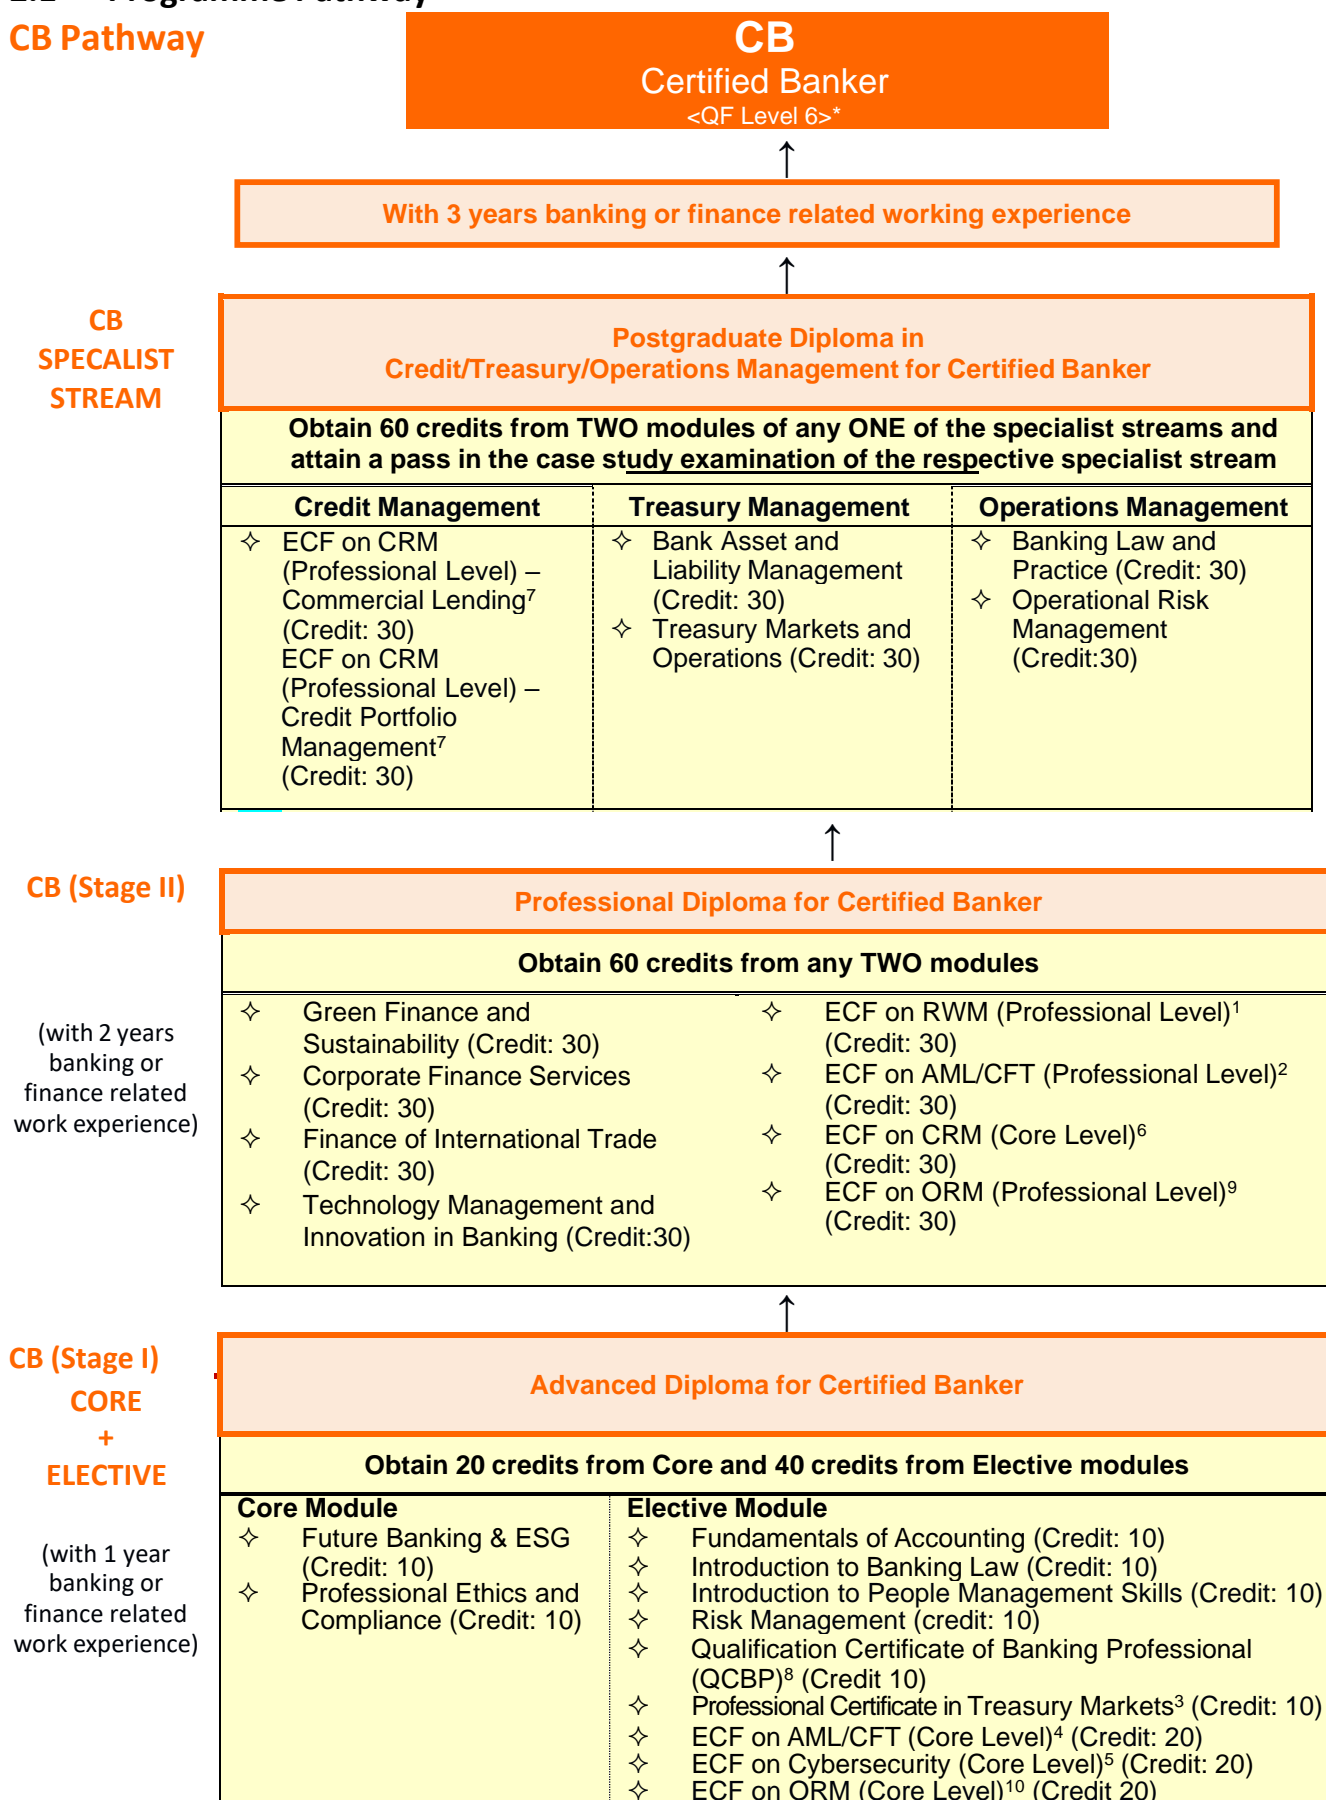 CB Pathway
CB
Certified Banker
<QF Level 6>*
↑
With 3 years banking or finance related working experience
↑
CB
SPECALIST
STREAM
Postgraduate Diploma in
Credit/Treasury/Operations Management for Certified Banker
Obtain 60 credits from TWO modules of any ONE of the specialist streams and
attain a pass in the case study examination of the respective specialist stream
Credit Management
✧ ECF on CRM
(Professional Level) –
Commercial Lending⁷
(Credit: 30)
ECF on CRM
(Professional Level) –
Credit Portfolio
Management⁷
(Credit: 30)
Treasury Management
✧ Bank Asset and
Liability Management
(Credit: 30)
✧ Treasury Markets and
Operations (Credit: 30)
Operations Management
✧ Banking Law and
Practice (Credit: 30)
✧ Operational Risk
Management
(Credit:30)
↑
CB (Stage II)
(with 2 years
banking or
finance related
work experience)
Professional Diploma for Certified Banker
Obtain 60 credits from any TWO modules
✧ Green Finance and
Sustainability (Credit: 30)
✧ Corporate Finance Services
(Credit: 30)
✧ Finance of International Trade
(Credit: 30)
✧ Technology Management and
Innovation in Banking (Credit:30)
✧ ECF on RWM (Professional Level)¹
(Credit: 30)
✧ ECF on AML/CFT (Professional Level)²
(Credit: 30)
✧ ECF on CRM (Core Level)⁶
(Credit: 30)
✧ ECF on ORM (Professional Level)⁹
(Credit: 30)
↑
CB (Stage I)
CORE
+
ELECTIVE
(with 1 year
banking or
finance related
work experience)
Advanced Diploma for Certified Banker
Obtain 20 credits from Core and 40 credits from Elective modules
Core Module
✧ Future Banking & ESG
(Credit: 10)
✧ Professional Ethics and
Compliance (Credit: 10)
Elective Module
✧ Fundamentals of Accounting (Credit: 10)
✧ Introduction to Banking Law (Credit: 10)
✧ Introduction to People Management Skills (Credit: 10)
✧ Risk Management (credit: 10)
✧ Qualification Certificate of Banking Professional
(QCBP)⁸ (Credit 10)
✧ Professional Certificate in Treasury Markets³ (Credit: 10)
✧ ECF on AML/CFT (Core Level)⁴ (Credit: 20)
✧ ECF on Cybersecurity (Core Level)⁵ (Credit: 20)
✧ ECF on ORM (Core Level)¹⁰ (Credit 20)